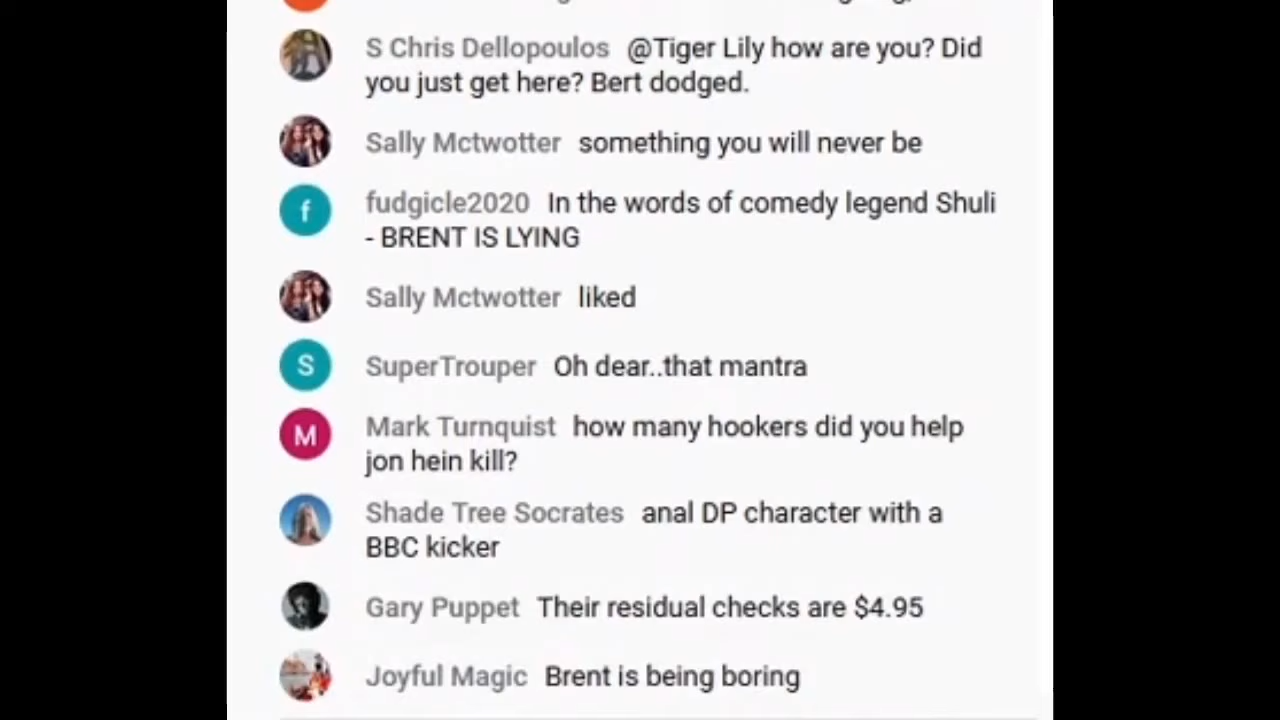 S Chris Dellopoulos @Tiger Lily how are you? Did
you just get here? Bert dodged.
Sally Mctwotter something you will never be
f fudgicle2020 In the words of comedy legend Shuli
- BRENT IS LYING
Sally Mctwotter liked
S SuperTrouper Oh dear..that mantra
M Mark Turnquist how many hookers did you help
jon hein kill?
Shade Tree Socrates anal DP character with a
BBC kicker
Gary Puppet Their residual checks are $4.95
Joyful Magic Brent is being boring